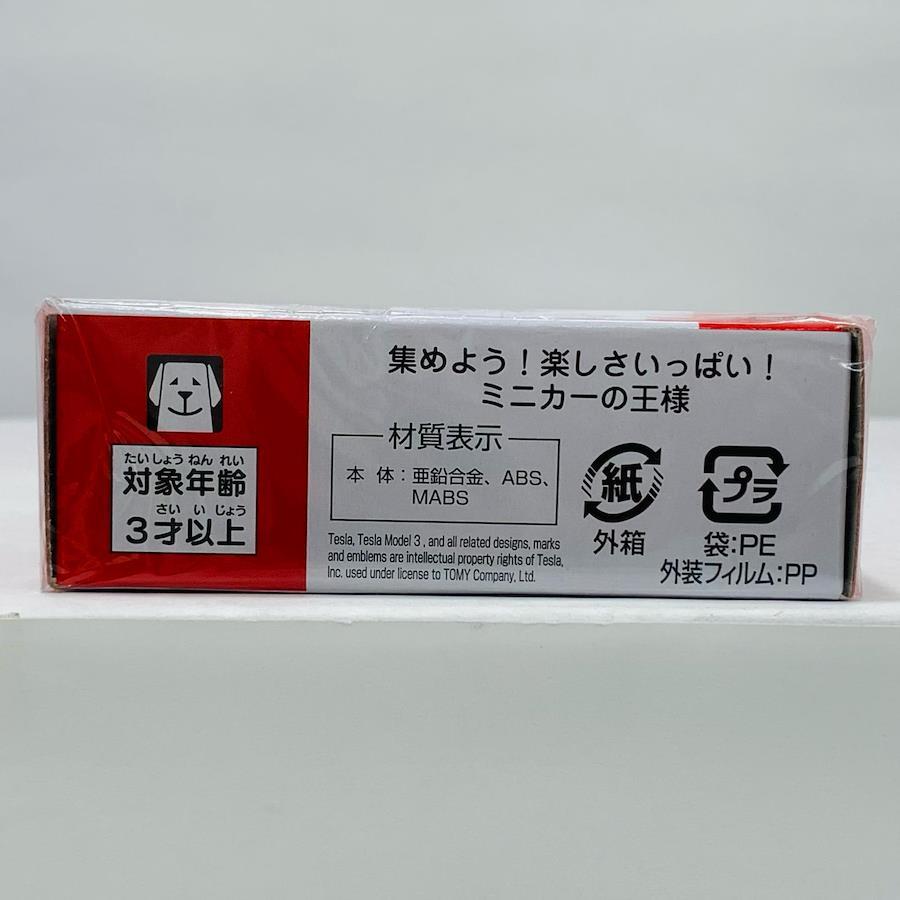 たいしょうねんれい
対象年齢
さいいじょう
3才以上
集めよう！楽しさいっぱい！
ミニカーの王様
材質表示
本 体：亜鉛合金、ABS、
MABS
Tesla, Tesla Model 3 , and all related designs, marks
and emblems are intellectual property rights of Tesla,
Inc. used under license to TOMY Company, Ltd.
紙
外箱
プラ
袋:PE
外装フィルム:PP